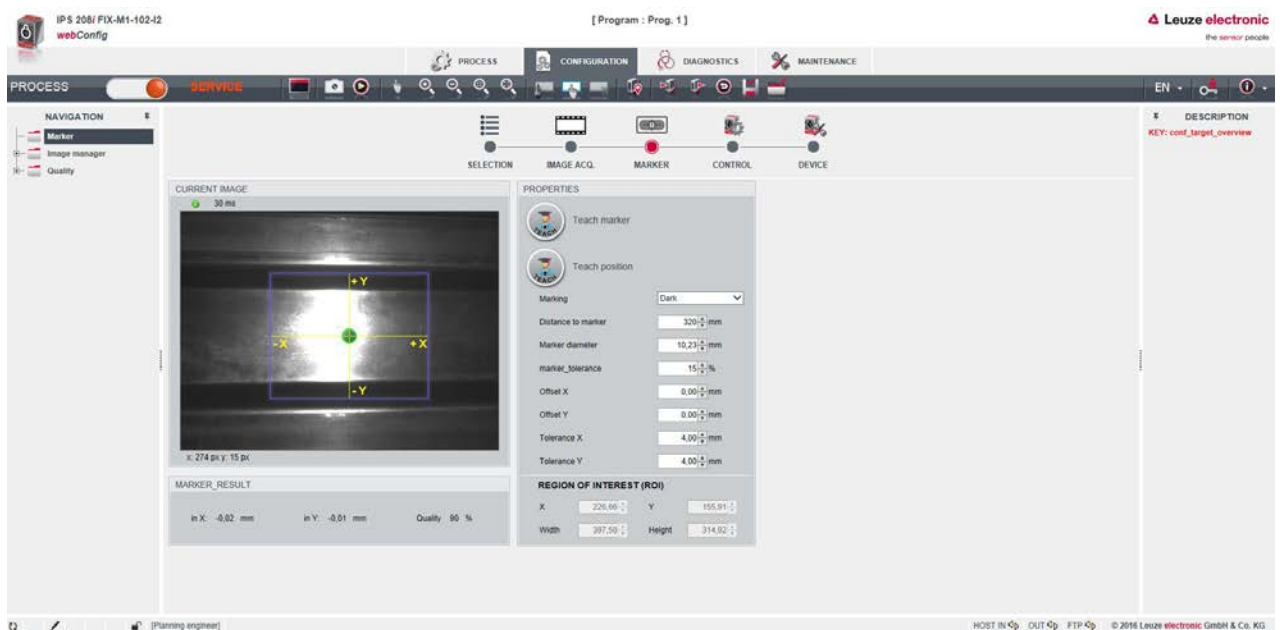 IPS 208i FIX-M1-102-I2
webConfig
[ Program : Prog. 1 ]
Leuze electronic
the sensor people
PROCESS
CONFIGURATION
DIAGNOSTICS
MAINTENANCE
PROCESS
SERVICE
EN
NAVIGATION
Marker
Image manager
Quality
SELECTION
IMAGE ACQ.
MARKER
CONTROL
DEVICE
DESCRIPTION
KEY: conf_target_overview
CURRENT IMAGE
30 ms
+ Y
- X
+ X
- Y
x: 274 px y: 15 px
MARKER_RESULT
in X: -0,02 mm in Y: -0,01 mm Quality 90 %
PROPERTIES
TEACH Teach marker
TEACH Teach position
Marking Dark
Distance to marker 320 mm
Marker diameter 10,23 mm
marker_tolerance 15 %
Offset X 0,00 mm
Offset Y 0,00 mm
Tolerance X 4,00 mm
Tolerance Y 4,00 mm
REGION OF INTEREST (ROI)
X 226,66 Y 155,91
Width 397,50 Height 314,02
[Planning engineer]
HOST IN OUT FTP © 2016 Leuze electronic GmbH & Co. KG